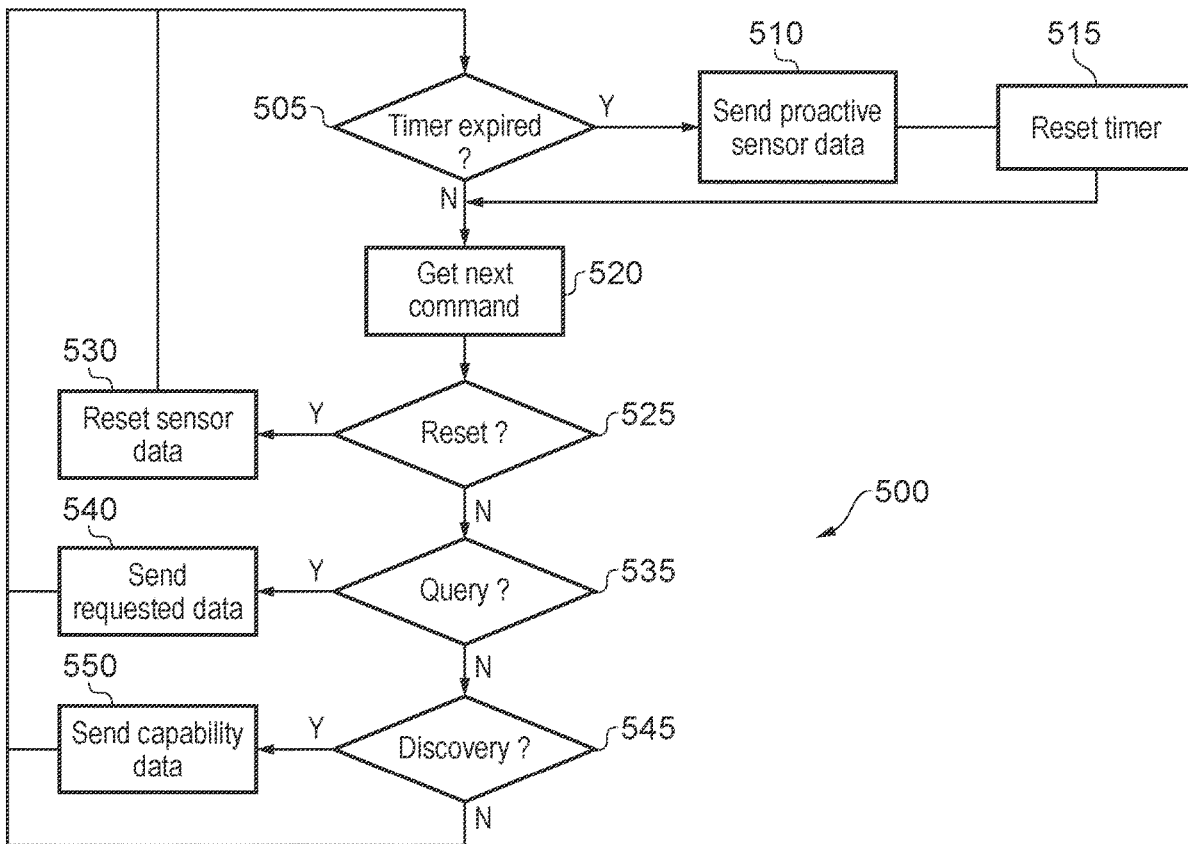 510
515
505
Timer expired
?
Y
Send proactive
sensor data
Reset timer
N
Get next
command
520
530
Reset sensor
data
Y
Reset ?
525
N
540
Send
requested data
Y
Query ?
535
500
N
550
Send capability
data
Y
Discovery ?
545
N